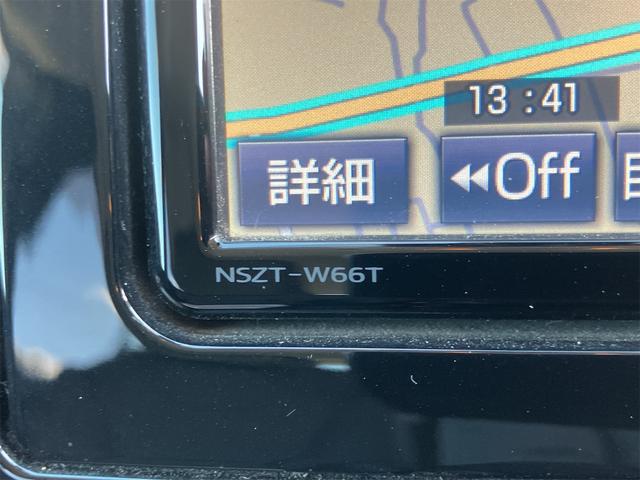 13:41
詳細 ◀◀Off
NSZT-W66T